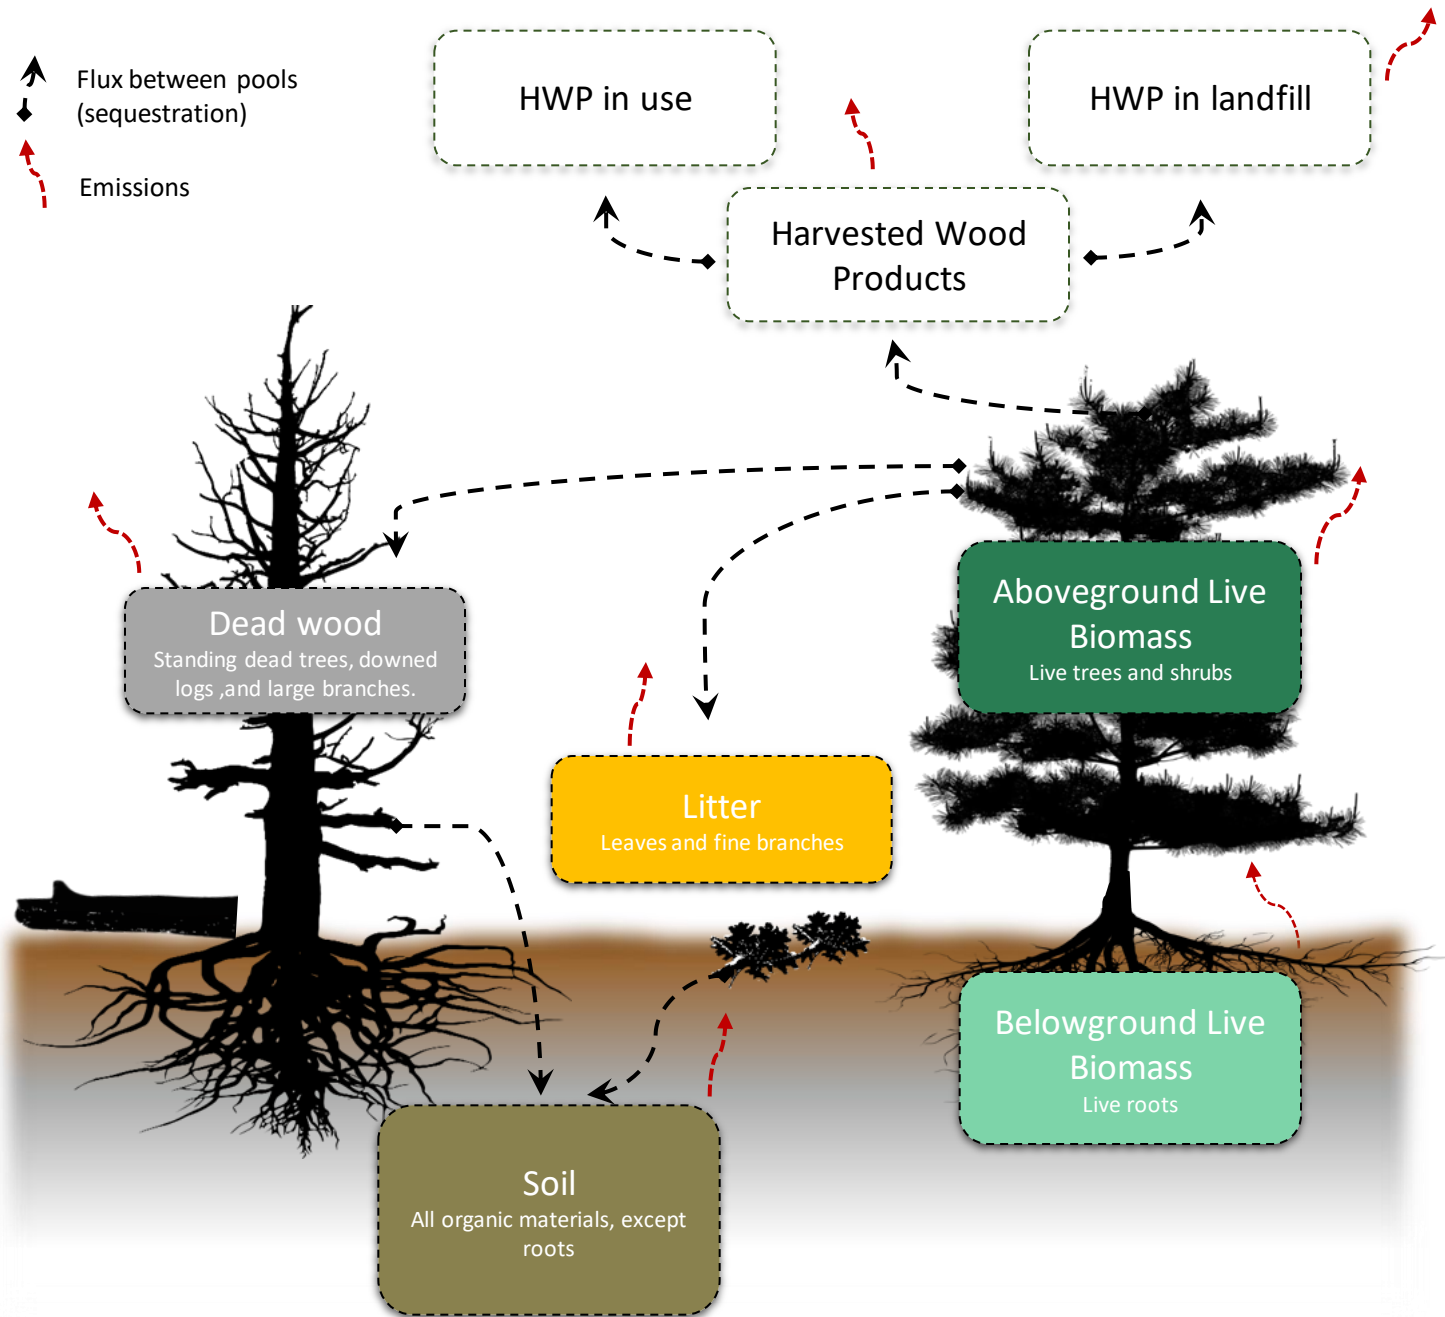 Flux between pools
(sequestration)
Emissions
HWP in use
HWP in landfill
Harvested Wood
Products
Dead wood
Standing dead trees, downed
logs ,and large branches.
Aboveground Live
Biomass
Live trees and shrubs
Litter
Leaves and fine branches
Belowground Live
Biomass
Live roots
Soil
All organic materials, except
roots